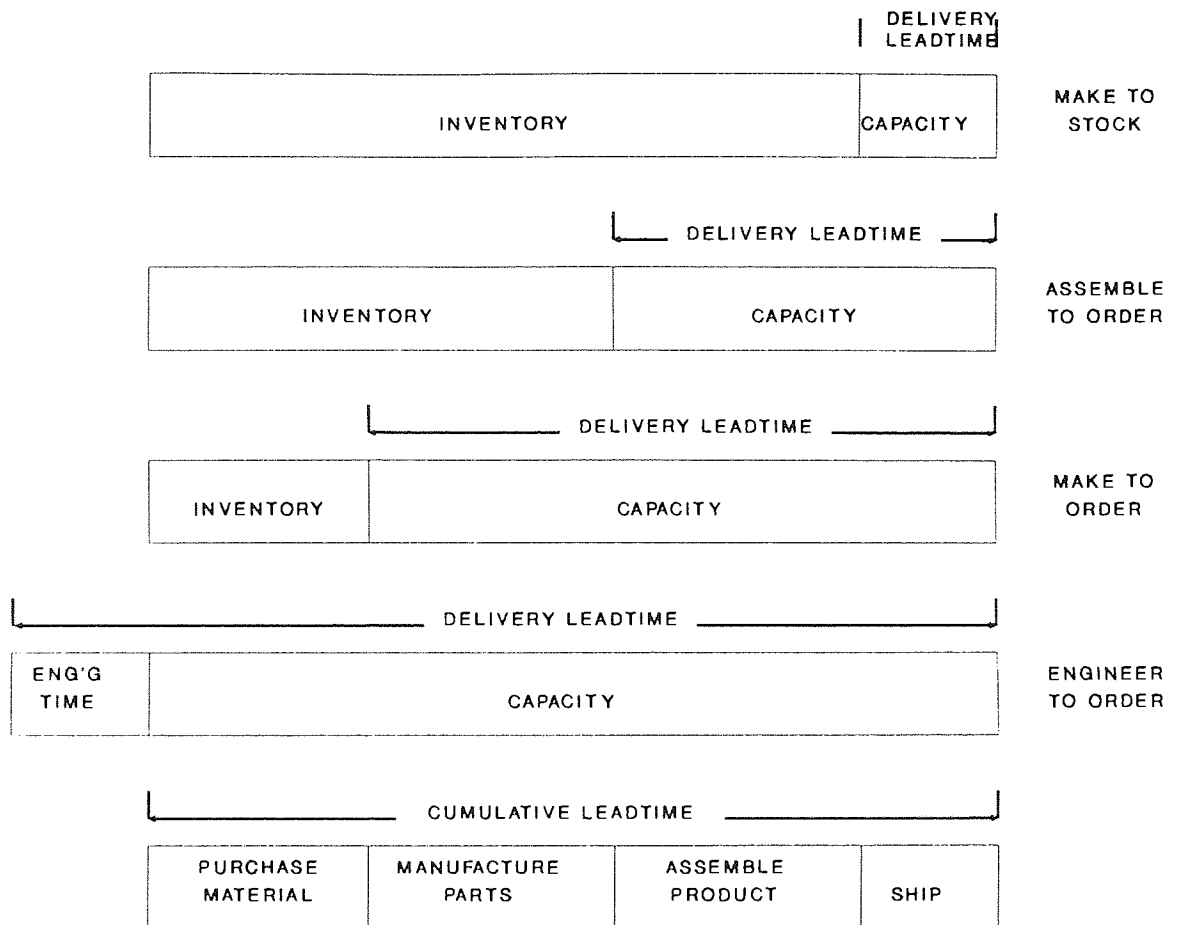 DELIVERY
LEADTIME
INVENTORY
CAPACITY
MAKE TO
STOCK
DELIVERY LEADTIME
INVENTORY
CAPACITY
ASSEMBLE
TO ORDER
DELIVERY LEADTIME
INVENTORY
CAPACITY
MAKE TO
ORDER
DELIVERY LEADTIME
ENG'G
TIME
CAPACITY
ENGINEER
TO ORDER
CUMULATIVE LEADTIME
PURCHASE
MATERIAL
MANUFACTURE
PARTS
ASSEMBLE
PRODUCT
SHIP